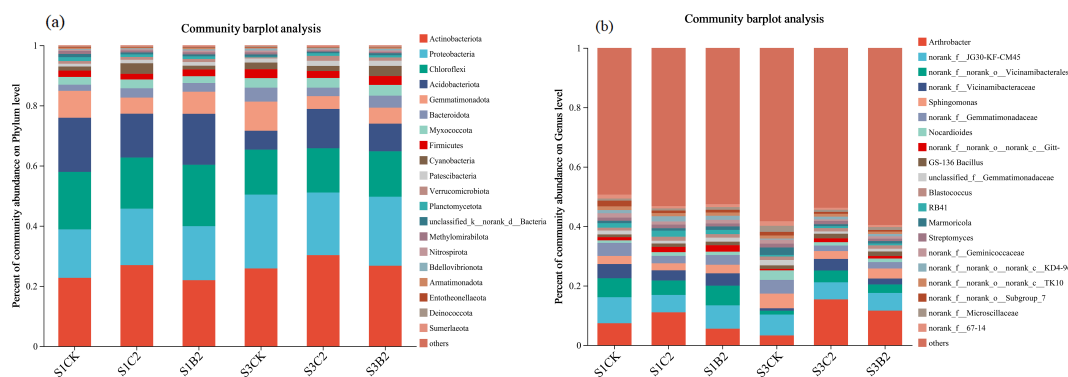 (a)
Community barplot analysis
Percent of community abundance on Phylum level
1
0.8
0.6
0.4
0.2
0
S1CK
S1C2
S1B2
S3CK
S3C2
S3B2
Actinobacteriota
Proteobacteria
Chloroflexi
Acidobacteriota
Gemmatimonadota
Bacteroidota
Myxococcota
Firmicutes
Cyanobacteria
Patescibacteria
Verrucomicrobiota
Planctomycetota
unclassified_k__norank_d__Bacteria
Methylomirabilota
Nitrospirota
Bdellovibrionota
Armatimonadota
Entotheonellaeota
Deinococcota
Sumerlaeota
others
(b)
Community barplot analysis
Percent of community abundance on Genus level
1
0.8
0.6
0.4
0.2
0
S1CK
S1C2
S1B2
S3CK
S3C2
S3B2
Arthrobacter
norank_f__JG30-KF-CM45
norank_f__norank_o__Vicinamibacterales
norank_f__Vicinamibacteraceae
Sphingomonas
norank_f__Gemmatimonadaceae
Nocardioides
norank_f__norank_o__norank_c__Gitt-
GS-136 Bacillus
unclassified_f__Gemmatimonadaceae
Blastococcus
RB41
Marmoricola
Streptomyces
norank_f__Geminicoccaceae
norank_f__norank_o__norank_c__KD4-9
norank_f__norank_o__norank_c__TK10
norank_f__norank_o__Subgroup_7
norank_f__Microscillaceae
norank_f__67-14
others